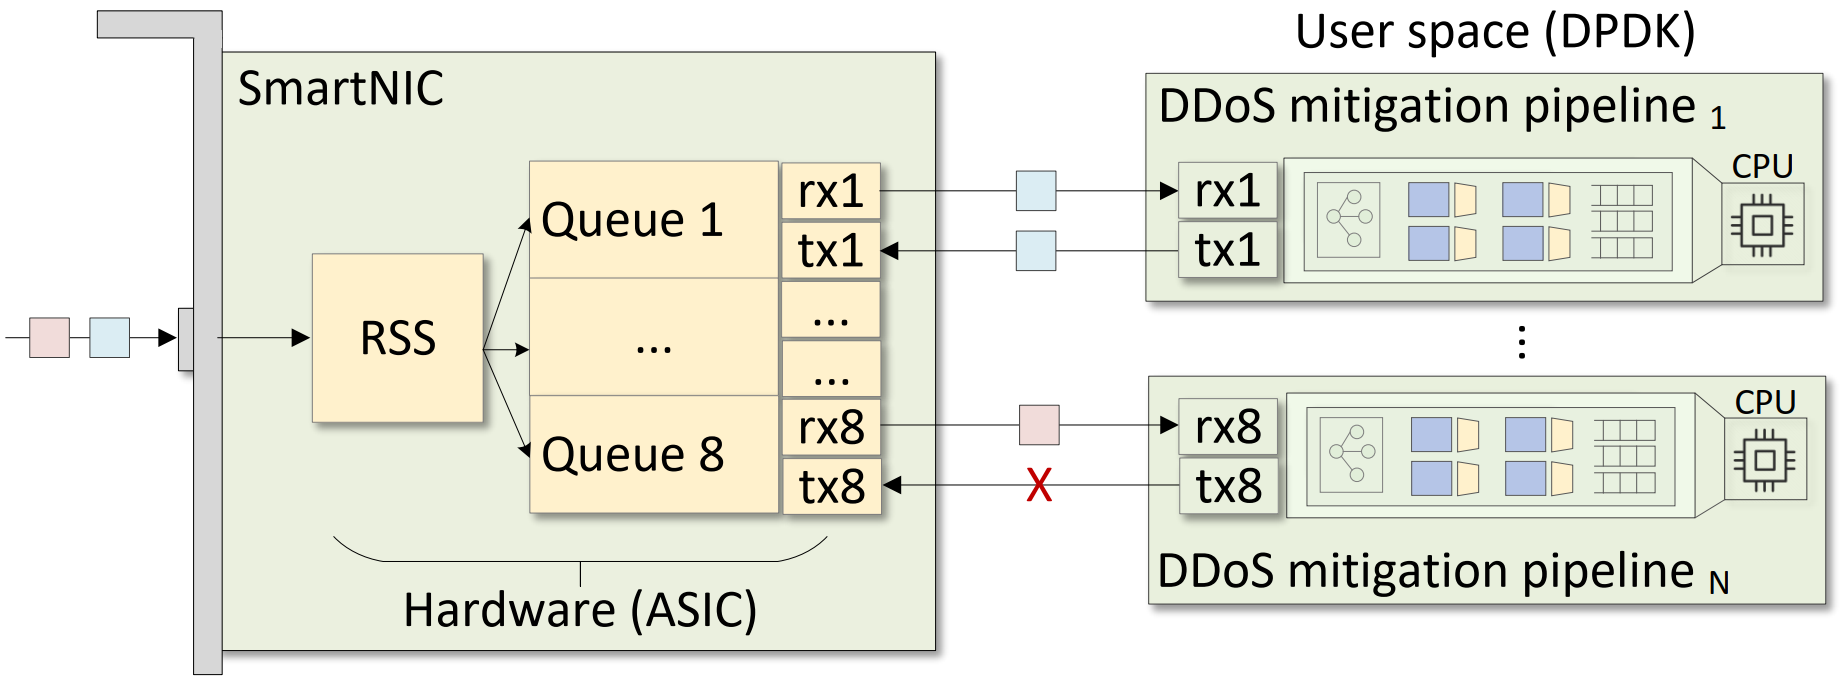 User space (DPDK)
SmartNIC
DDoS mitigation pipeline 1
CPU
rx1
tx1
Queue 1
rx1
tx1
RSS
...
...
...
Queue 8
rx8
tx8
X
CPU
rx8
tx8
DDoS mitigation pipeline N
Hardware (ASIC)